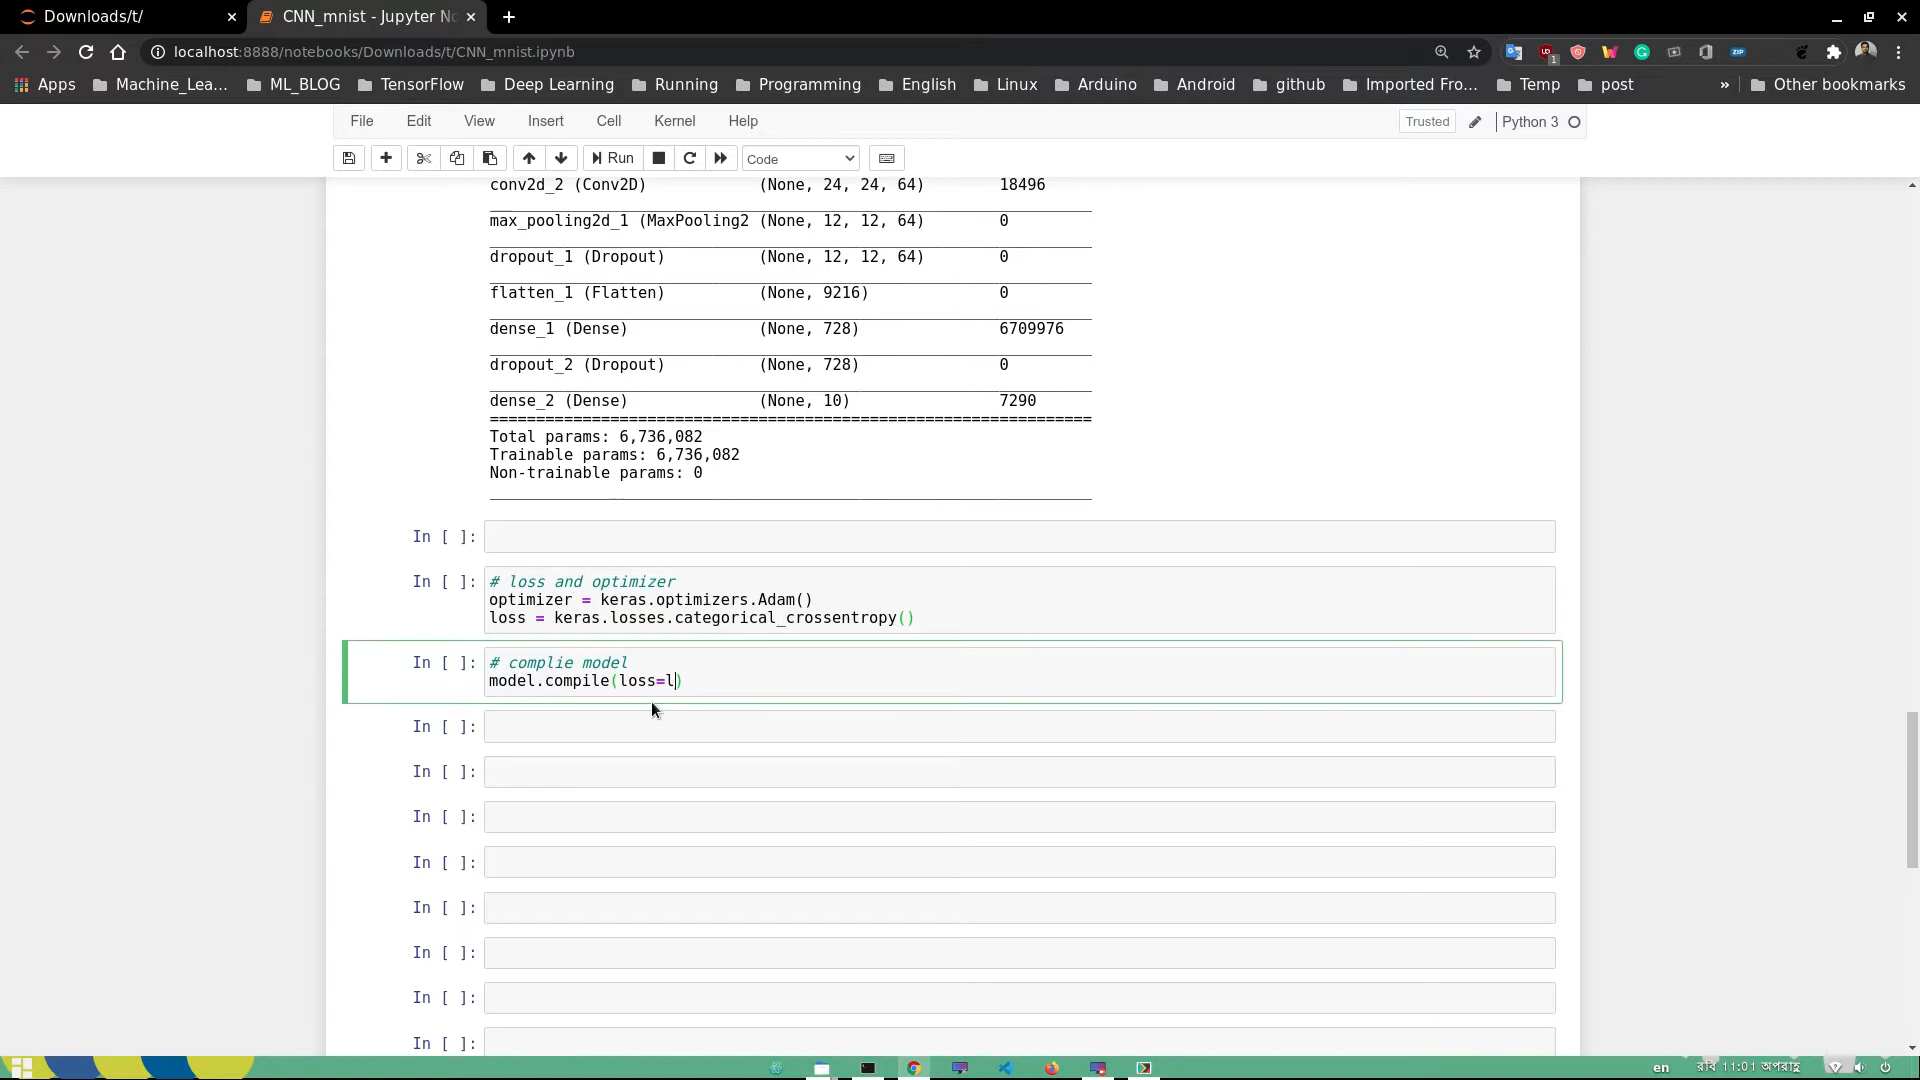 Downloads/t/
CNN_mnist - Jupyter No
localhost:8888/notebooks/Downloads/t/CNN_mnist.ipynb
Apps Machine_Lea... ML_BLOG TensorFlow Deep Learning Running Programming English Linux Arduino Android github Imported Fro... Temp post » Other bookmarks
File Edit View Insert Cell Kernel Help Trusted Python 3
Run Code
conv2d_2 (Conv2D) (None, 24, 24, 64) 18496
max_pooling2d_1 (MaxPooling2 (None, 12, 12, 64) 0
dropout_1 (Dropout) (None, 12, 12, 64) 0
flatten_1 (Flatten) (None, 9216) 0
dense_1 (Dense) (None, 728) 6709976
dropout_2 (Dropout) (None, 728) 0
dense_2 (Dense) (None, 10) 7290
Total params: 6,736,082
Trainable params: 6,736,082
Non-trainable params: 0
In [ ]:
In [ ]: # loss and optimizer
optimizer = keras.optimizers.Adam()
loss = keras.losses.categorical_crossentropy()
In [ ]: # complie model
model.compile(loss=l)
In [ ]:
In [ ]:
In [ ]:
In [ ]:
In [ ]:
In [ ]:
In [ ]:
In [ ]:
en রবি 11:01 অপরাহ্ণ